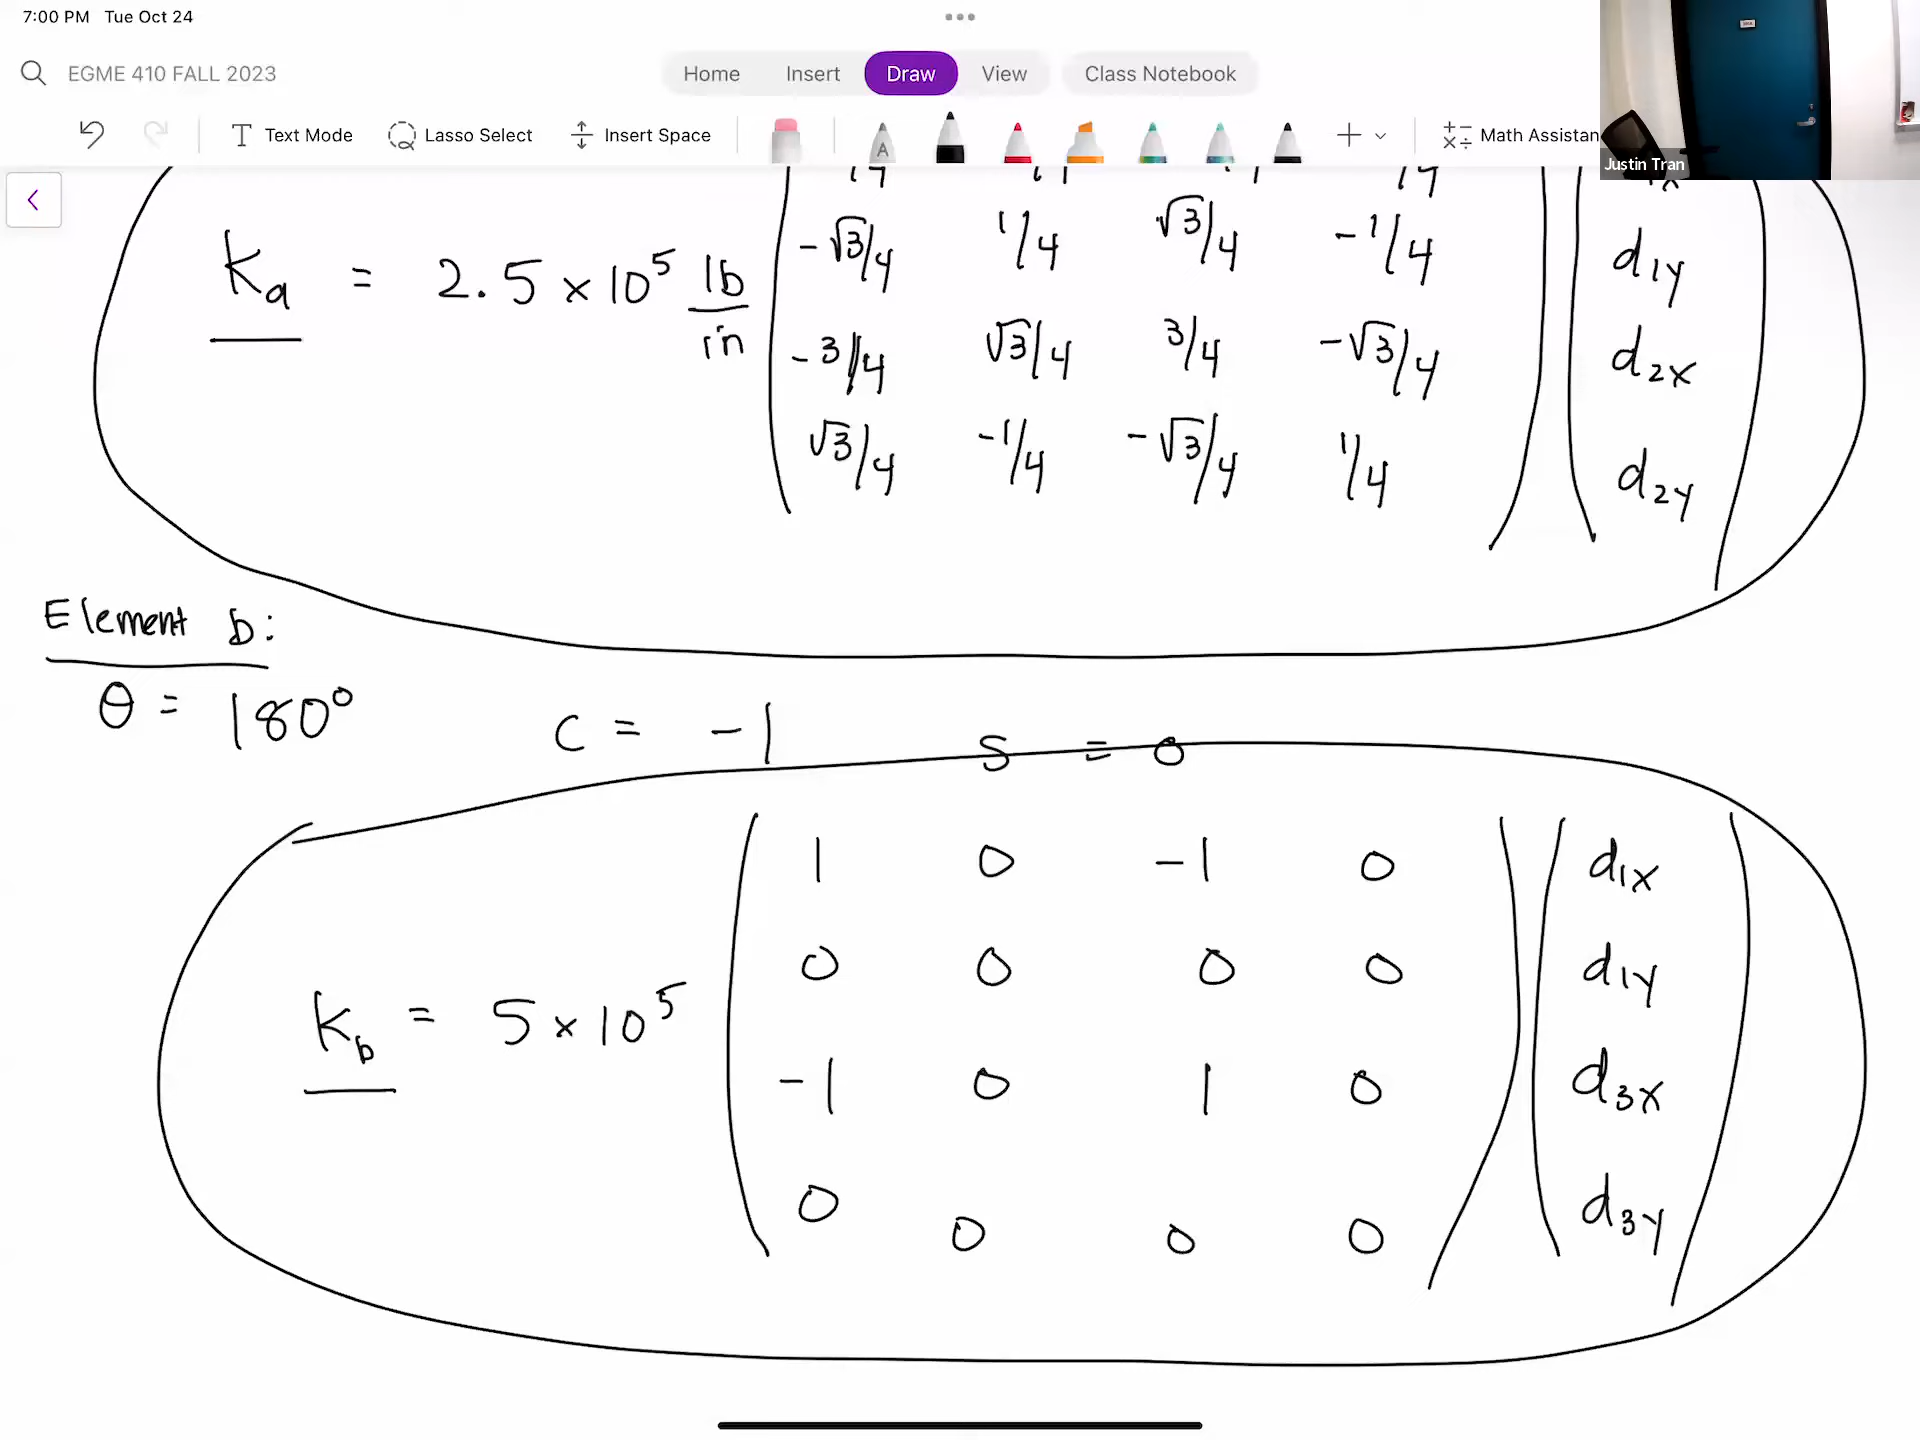 7:00 PM Tue Oct 24
EGME 410 FALL 2023
Home Insert Draw View Class Notebook
Text Mode Lasso Select Insert Space A Math Assistan
Justin Tran
-√3/4 1/4 √3/4 -1/4 d1y
Ka = 2.5 × 10^5 lb/in
-3/4 √3/4 3/4 -√3/4 d2x
√3/4 -1/4 -√3/4 1/4 d2y
Element b:
θ = 180° c = -1 s = 0
1 0 -1 0 d1x
0 0 0 0 d1y
Kb = 5 × 10^5
-1 0 1 0 d3x
0 0 0 0 d3y